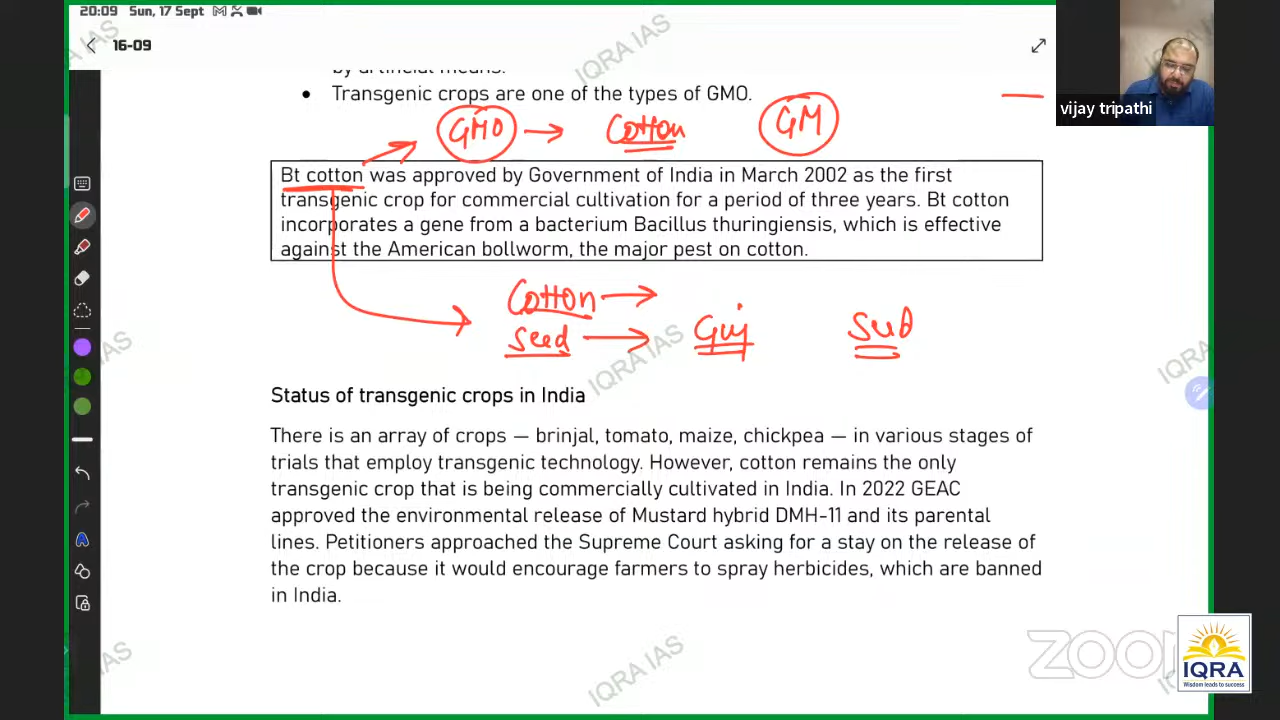 20:09 Sun, 17 Sept
16-09
by artificial means.
• Transgenic crops are one of the types of GMO.
vijay tripathi
GMO → Cotton GM
Bt cotton was approved by Government of India in March 2002 as the first
transgenic crop for commercial cultivation for a period of three years. Bt cotton
incorporates a gene from a bacterium Bacillus thuringiensis, which is effective
against the American bollworm, the major pest on cotton.
Cotton →
Seed → Guj
Status of transgenic crops in India
There is an array of crops — brinjal, tomato, maize, chickpea — in various stages of
trials that employ transgenic technology. However, cotton remains the only
transgenic crop that is being commercially cultivated in India. In 2022 GEAC
approved the environmental release of Mustard hybrid DMH-11 and its parental
lines. Petitioners approached the Supreme Court asking for a stay on the release of
the crop because it would encourage farmers to spray herbicides, which are banned
in India.
IQRA IAS
IQRA IAS
IQRA IAS
IQRA IAS
zoom
IQRA
Wisdom leads to success